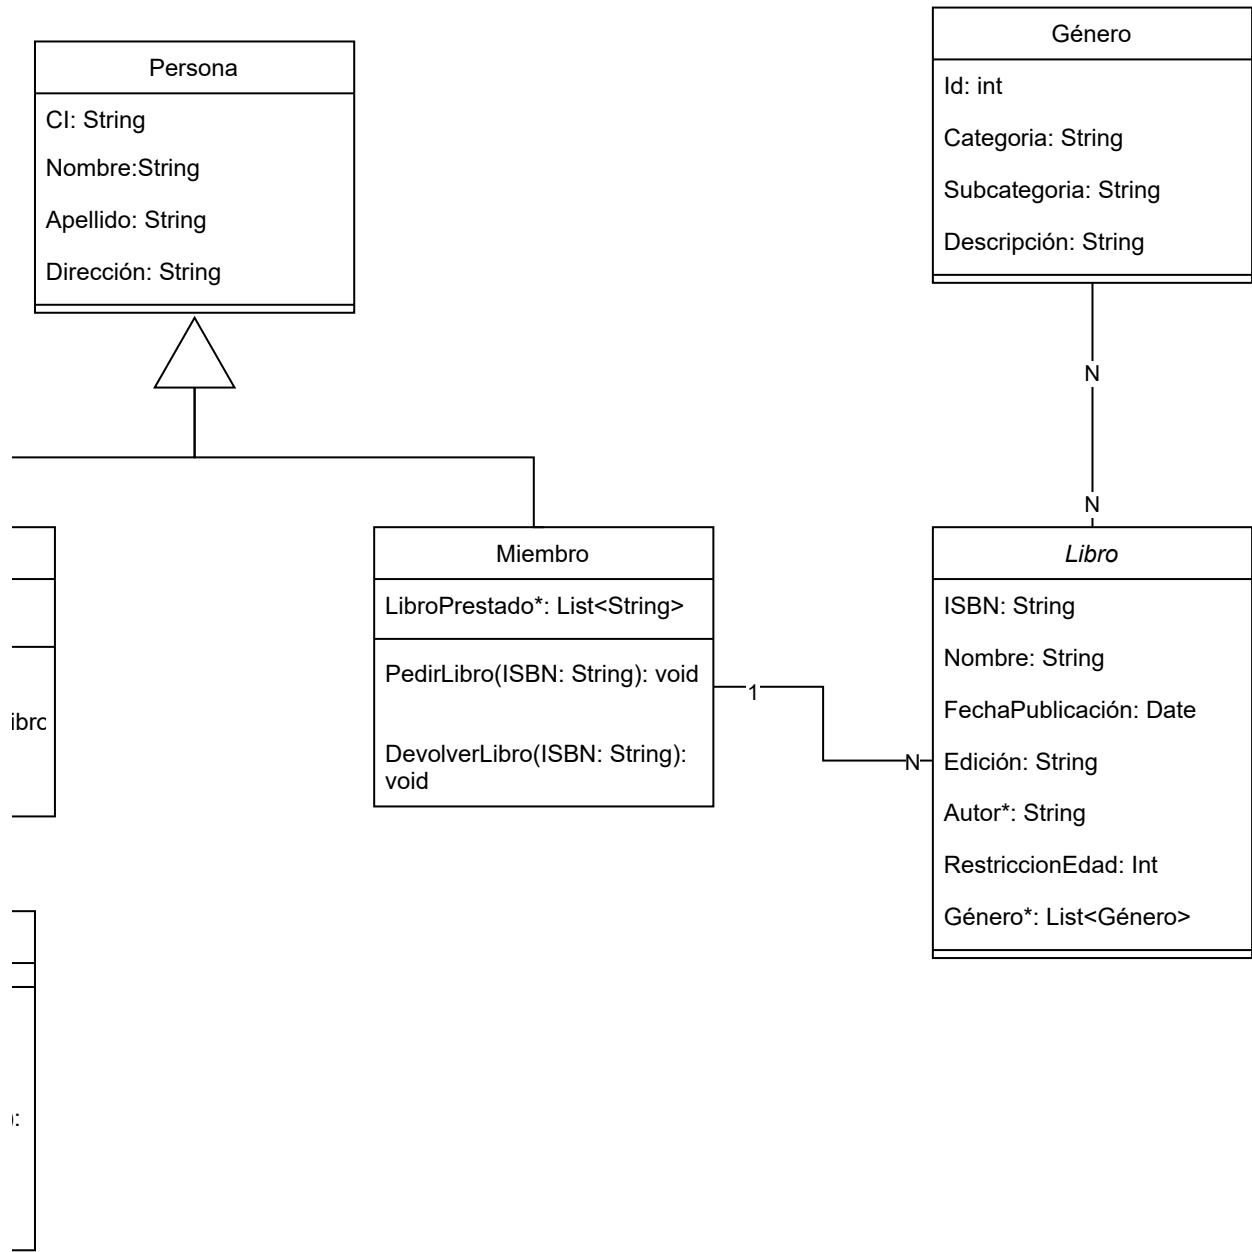 Persona
CI: String
Nombre:String
Apellido: String
Dirección: String
Género
Id: int
Categoria: String
Subcategoria: String
Descripción: String
N
N
Miembro
LibroPrestado*: List<String>
PedirLibro(ISBN: String): void
DevolverLibro(ISBN: String):
void
1
N
Libro
ISBN: String
Nombre: String
FechaPublicación: Date
Edición: String
Autor*: String
RestriccionEdad: Int
Género*: List<Género>
ibro
):